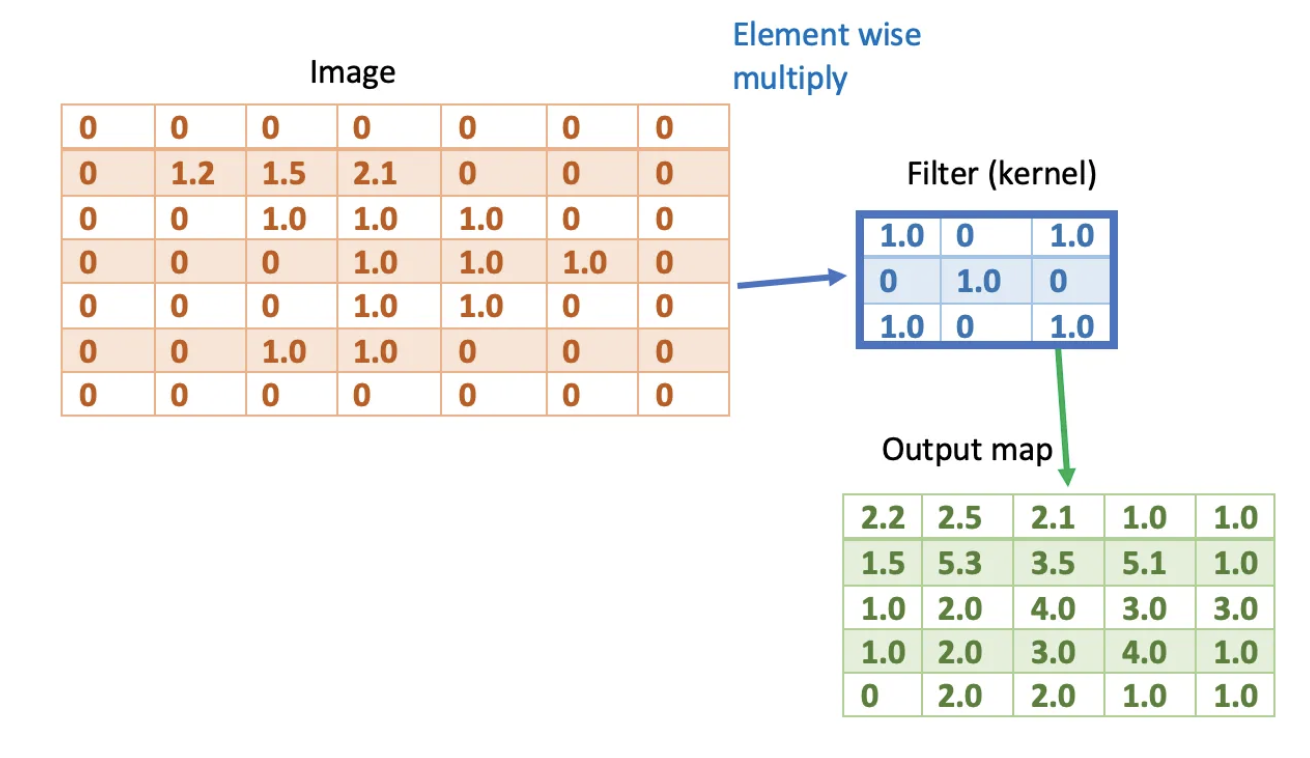 Element wise
multiply
Image
0 0 0 0 0 0 0
0 1.2 1.5 2.1 0 0 0
0 0 1.0 1.0 1.0 0 0
0 0 0 1.0 1.0 1.0 0
0 0 0 1.0 1.0 0 0
0 0 1.0 1.0 0 0 0
0 0 0 0 0 0 0
Filter (kernel)
1.0 0 1.0
0 1.0 0
1.0 0 1.0
Output map
2.2 2.5 2.1 1.0 1.0
1.5 5.3 3.5 5.1 1.0
1.0 2.0 4.0 3.0 3.0
1.0 2.0 3.0 4.0 1.0
0 2.0 2.0 1.0 1.0